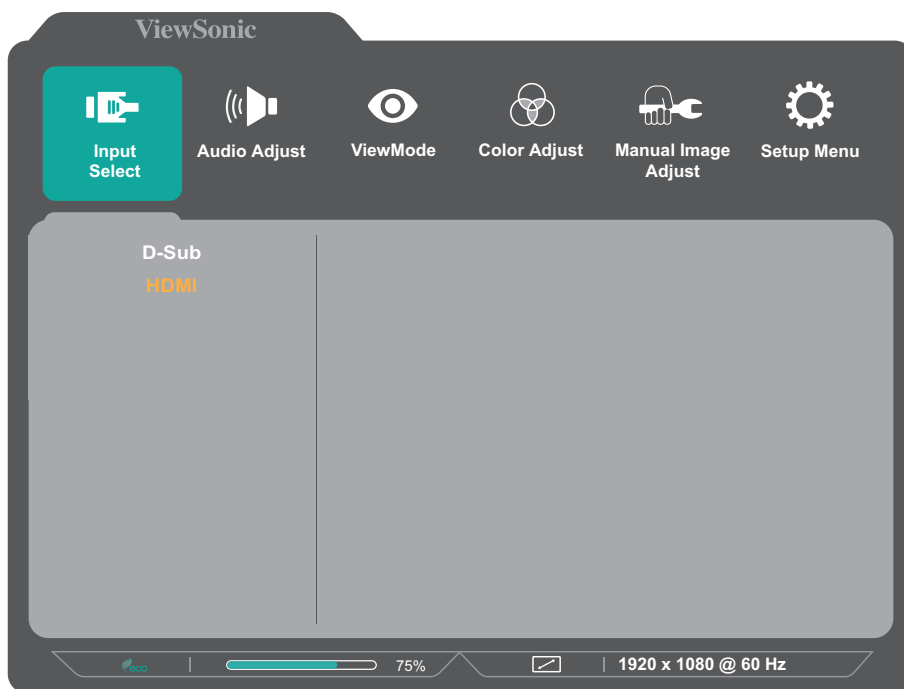 ViewSonic
Input
Select
Audio Adjust
ViewMode
Color Adjust
Manual Image
Adjust
Setup Menu
D-Sub
HDMI
eco
75%
1920 x 1080 @ 60 Hz